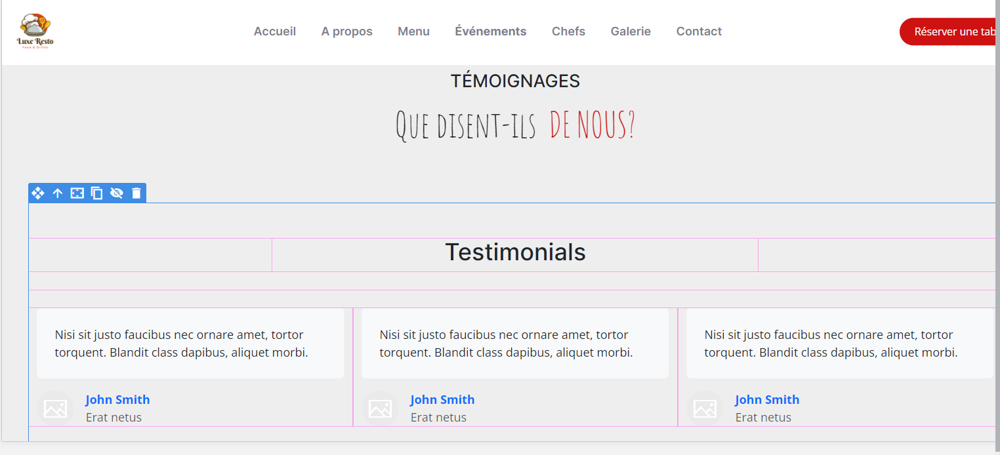 Luxe Resto
Accueil A propos Menu Événements Chefs Galerie Contact
Réserver une tab
TÉMOIGNAGES
QUE DISENT-ILS DE NOUS?
Testimonials
Nisi sit justo faucibus nec ornare amet, tortor
torquent. Blandit class dapibus, aliquet morbi.
John Smith
Erat netus
Nisi sit justo faucibus nec ornare amet, tortor
torquent. Blandit class dapibus, aliquet morbi.
John Smith
Erat netus
Nisi sit justo faucibus nec ornare amet, tortor
torquent. Blandit class dapibus, aliquet morbi.
John Smith
Erat netus